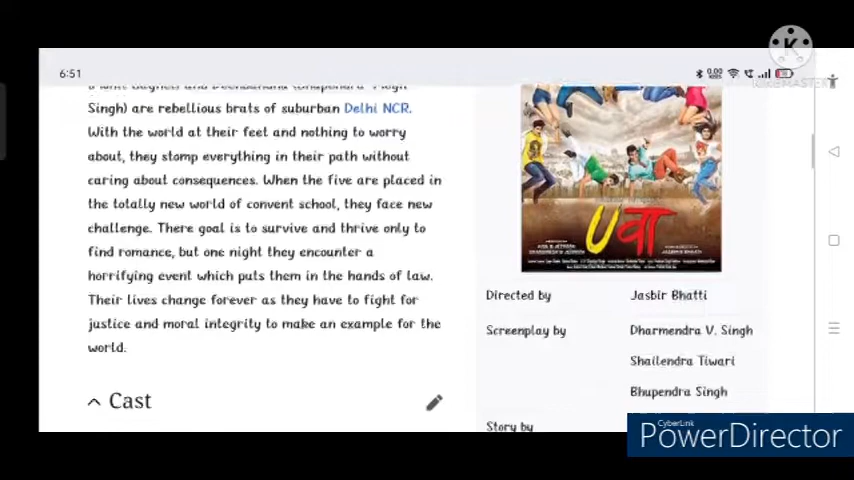 6:51
Singh) are rebellious brats of suburban Delhi NCR.
With the world at their feet and nothing to worry
about, they stomp everything in their path without
caring about consequences. When the five are placed in
the totally new world of convent school, they face new
challenge. There goal is to survive and thrive only to
find romance, but one night they encounter a
horrifying event which puts them in the hands of law.
Their lives change forever as they have to fight for
justice and moral integrity to make an example for the
world.
Cast
Uवा
Directed by
Jasbir Bhatti
Screenplay by
Dharmendra V. Singh
Shailendra Tiwari
Bhupendra Singh
Story by
K
KINEMASTER
CyberLink
PowerDirector